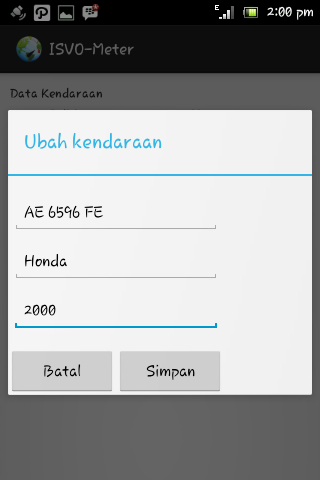 E
2:00 pm
ISVO-Meter
Data Kendaraan
Ubah kendaraan
AE 6596 FE
Honda
2000
Batal
Simpan